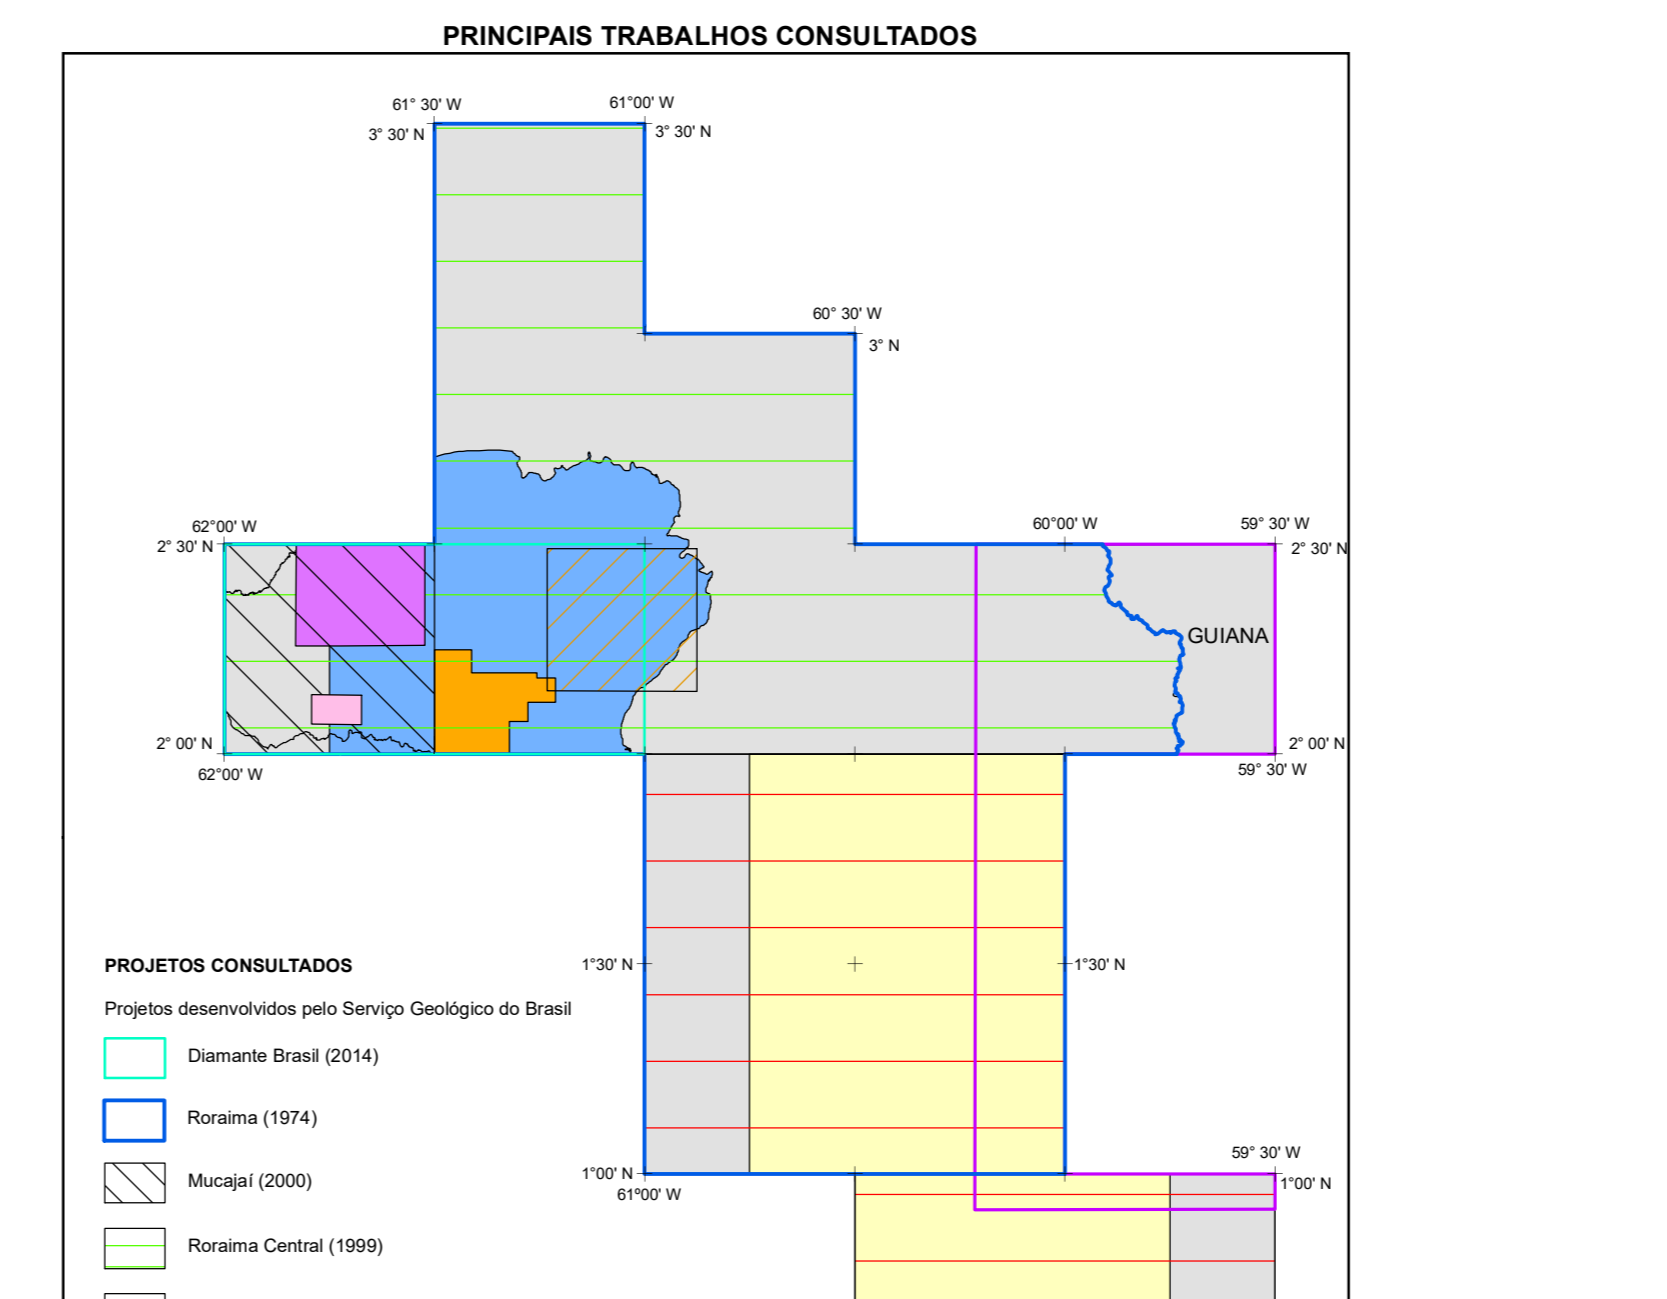 PRINCIPAIS TRABALHOS CONSULTADOS
61° 30' W
61°00' W
3° 30' N
3° 30' N
60° 30' W
3° N
62°00' W
60°00' W
59° 30' W
2° 30' N
2° 30' N
GUIANA
2° 00' N
2° 00' N
62°00' W
59° 30' W
PROJETOS CONSULTADOS
1°30' N
1°30' N
Projetos desenvolvidos pelo Serviço Geológico do Brasil
Diamante Brasil (2014)
Roraima (1974)
59° 30' W
1°00' N
1°00' N
Mucajaí (2000)
61°00' W
Roraima Central (1999)